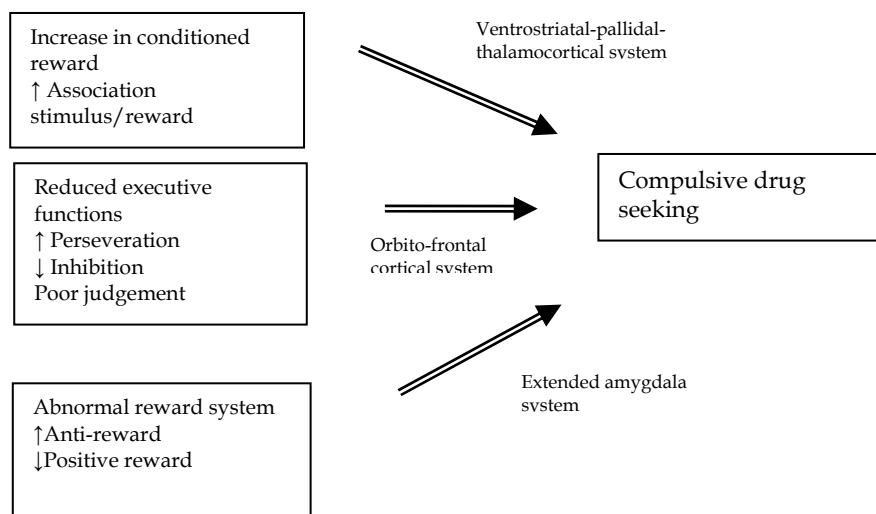 Increase in conditioned
reward
↑ Association
stimulus/reward
Ventrostriatal-pallidal-
thalamocortical system
Reduced executive
functions
↑ Perseveration
↓ Inhibition
Poor judgement
Orbito-frontal
cortical system
Compulsive drug
seeking
Abnormal reward system
↑Anti-reward
↓Positive reward
Extended amygdala
system